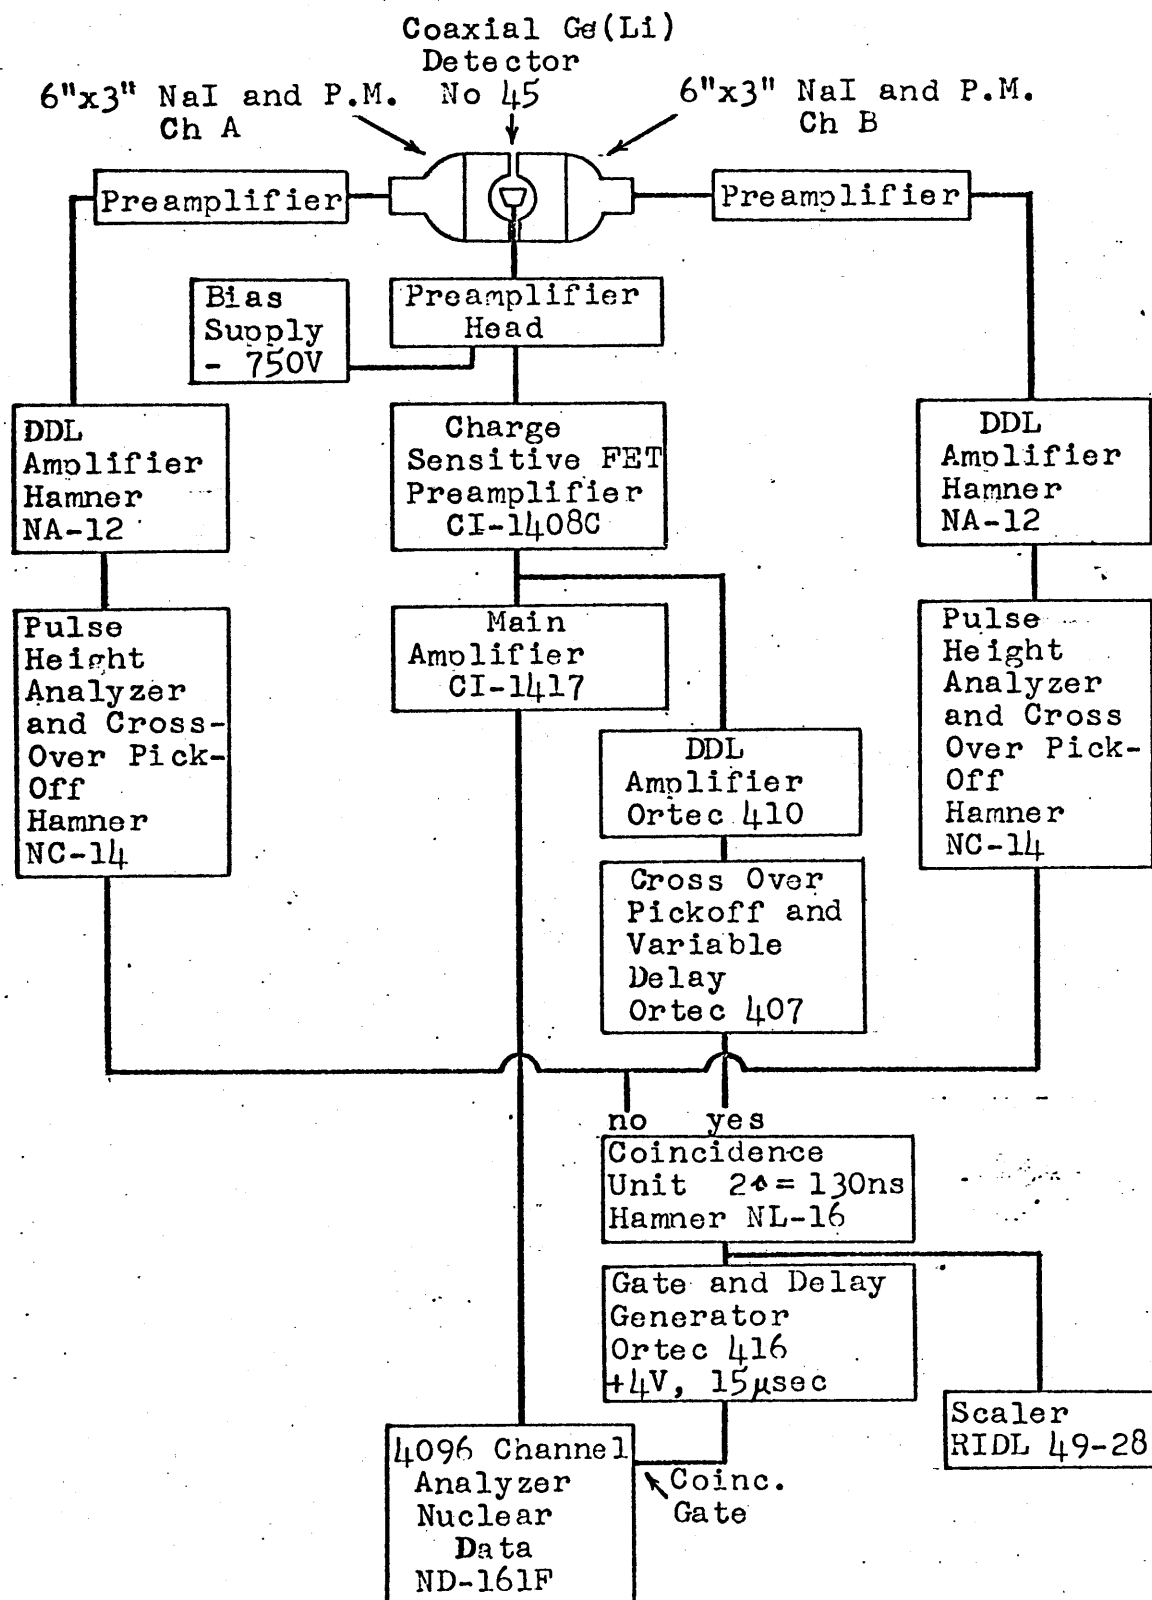 Coaxial Ge(Li)
Detector
No 45
6"x3" NaI and P.M.
Ch A
6"x3" NaI and P.M.
Ch B
Preamplifier
Preamplifier
Bias
Supply
- 750V
Preamplifier
Head
DDL
Amplifier
Hamner
NA-12
Charge
Sensitive FET
Preamplifier
CI-1408C
DDL
Amplifier
Hamner
NA-12
Pulse
Height
Analyzer
and Cross-
Over Pick-
Off
Hamner
NC-14
Main
Amplifier
CI-1417
Pulse
Height
Analyzer
and Cross
Over Pick-
Off
Hamner
NC-14
DDL
Amplifier
Ortec 410
Cross Over
Pickoff and
Variable
Delay
Ortec 407
no yes
Coincidence
Unit 2 = 130ns
Hamner NL-16
Gate and Delay
Generator
Ortec 416
+4V, 15μsec
Scaler
RIDL 49-28
4096 Channel
Analyzer
Nuclear
Data
ND-161F
Coinc.
Gate